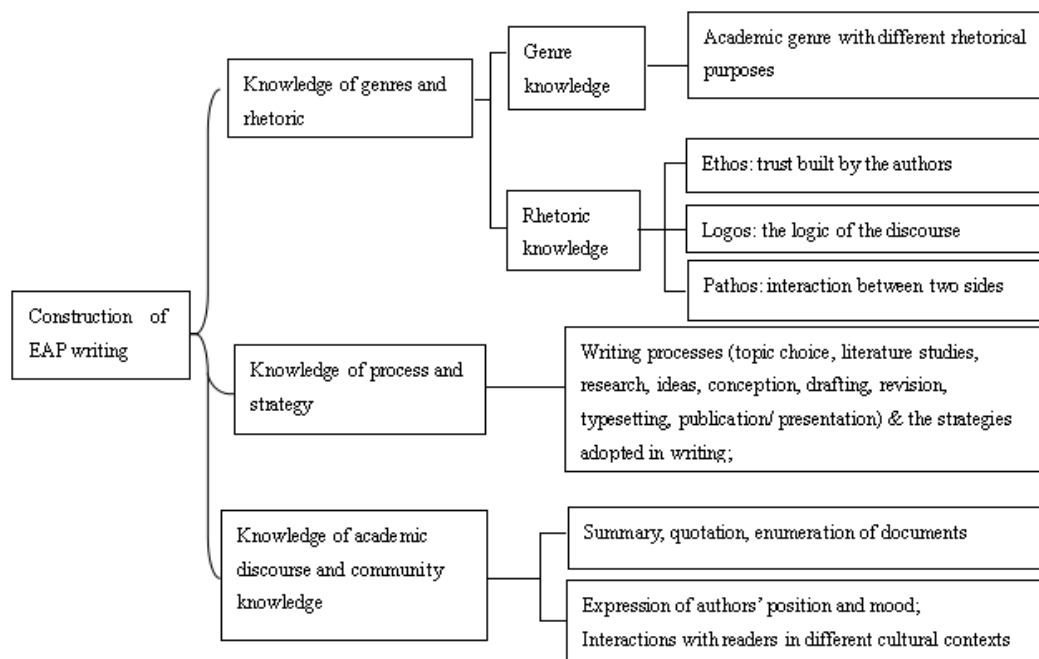 Construction of
EAP writing
Knowledge of genres and
rhetoric
Genre
knowledge
Academic genre with different rhetorical
purposes
Rhetoric
knowledge
Ethos: trust built by the authors
Logos: the logic of the discourse
Pathos: interaction between two sides
Knowledge of process and
strategy
Writing processes (topic choice, literature studies,
research, ideas, conception, drafting, revision,
typesetting, publication/ presentation) & the strategies
adopted in writing;
Knowledge of academic
discourse and community
knowledge
Summary, quotation, enumeration of documents
Expression of authors’ position and mood;
Interactions with readers in different cultural contexts